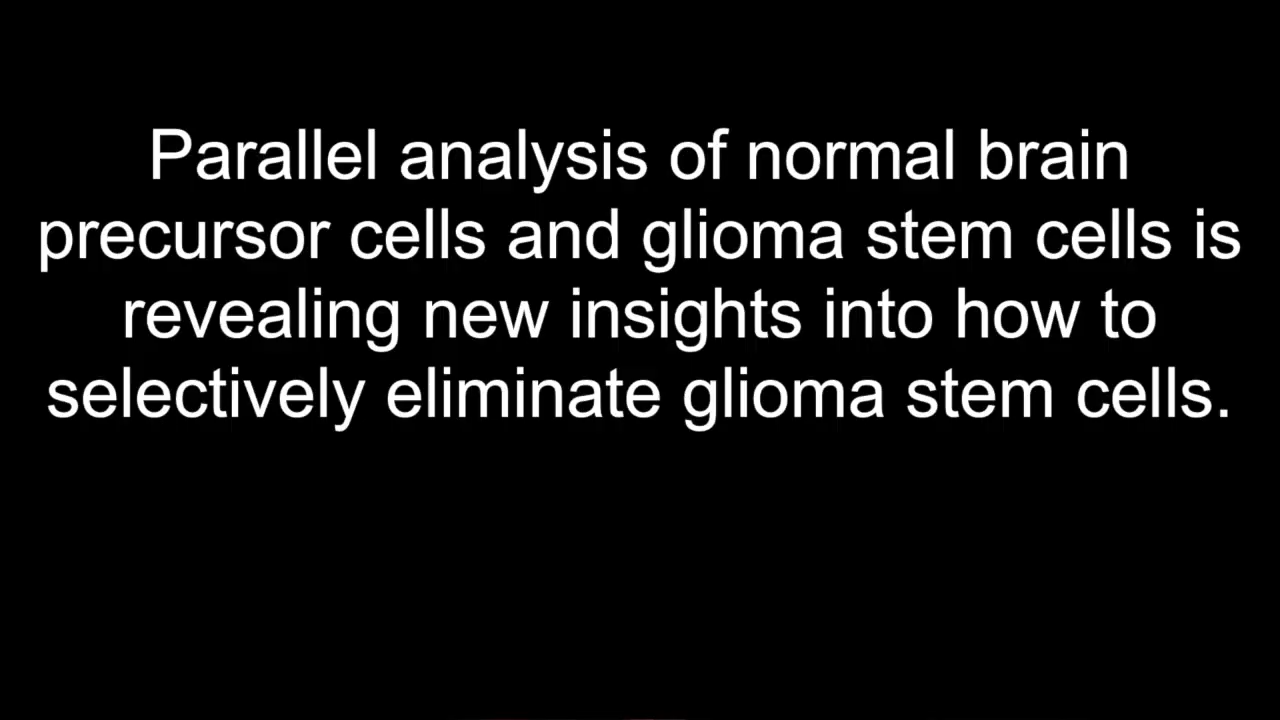 Parallel analysis of normal brain
precursor cells and glioma stem cells is
revealing new insights into how to
selectively eliminate glioma stem cells.